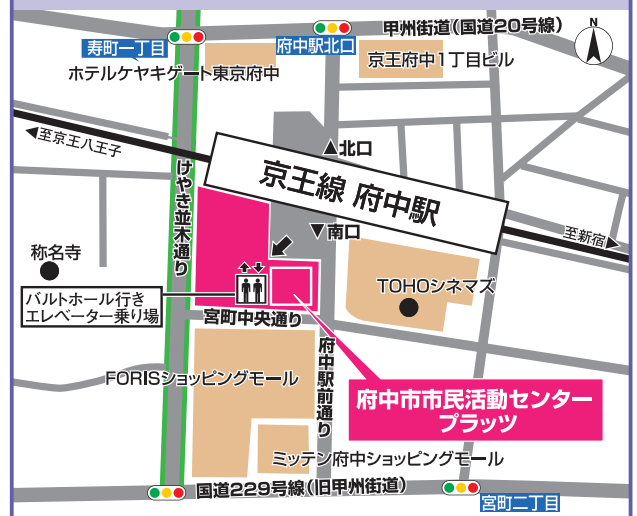 甲州街道（国道20号線）
N
寿町一丁目
府中駅北口
ホテルケヤキゲート東京府中
京王府中1丁目ビル
◀至京王八王子
▲北口
京王線 府中駅
けやき並木通り
▼南口
至新宿▶
称名寺
TOHOシネマズ
バルトホール行き
エレベーター乗り場
宮町中央通り
府中駅前通り
FORISショッピングモール
府中市市民活動センター
プラッツ
ミッテン府中ショッピングモール
国道229号線（旧甲州街道）
宮町二丁目